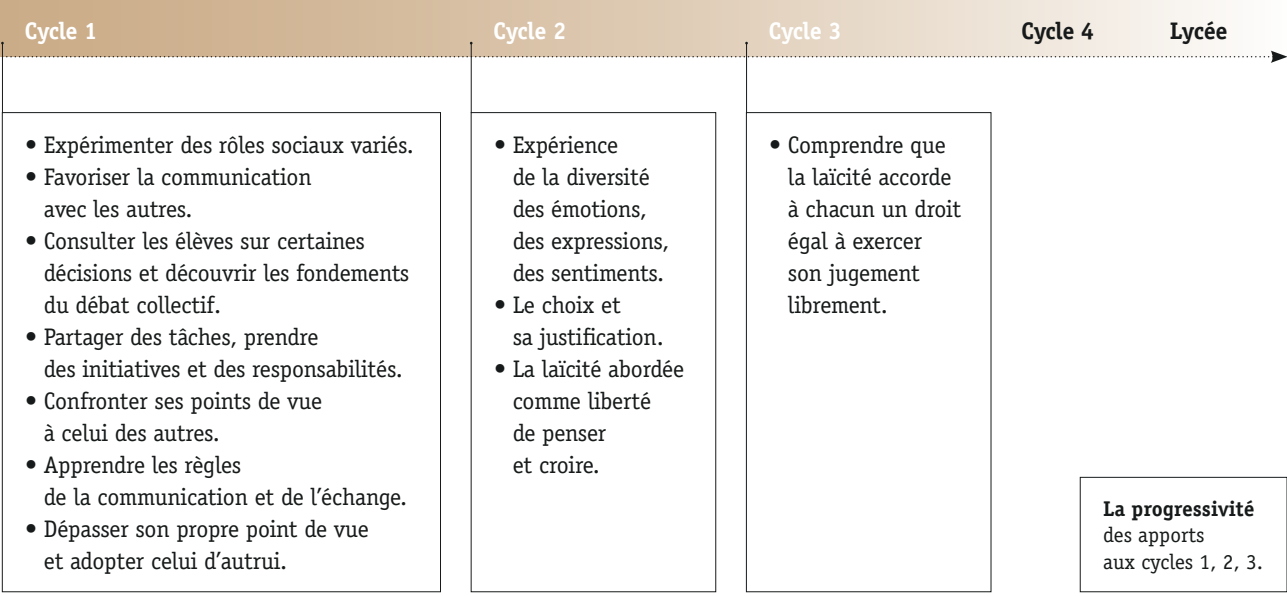 Cycle 1
Cycle 2
Cycle 3
Cycle 4
Lycée
• Expérimenter des rôles sociaux variés.
• Favoriser la communication
avec les autres.
• Consulter les élèves sur certaines
décisions et découvrir les fondements
du débat collectif.
• Partager des tâches, prendre
des initiatives et des responsabilités.
• Confronter ses points de vue
à celui des autres.
• Apprendre les règles
de la communication et de l'échange.
• Dépasser son propre point de vue
et adopter celui d'autrui.
• Expérience
de la diversité
des émotions,
des expressions,
des sentiments.
• Le choix et
sa justification.
• La laïcité abordée
comme liberté
de penser
et croire.
• Comprendre que
la laïcité accorde
à chacun un droit
égal à exercer
son jugement
librement.
La progressivité
des apports
aux cycles 1, 2, 3.